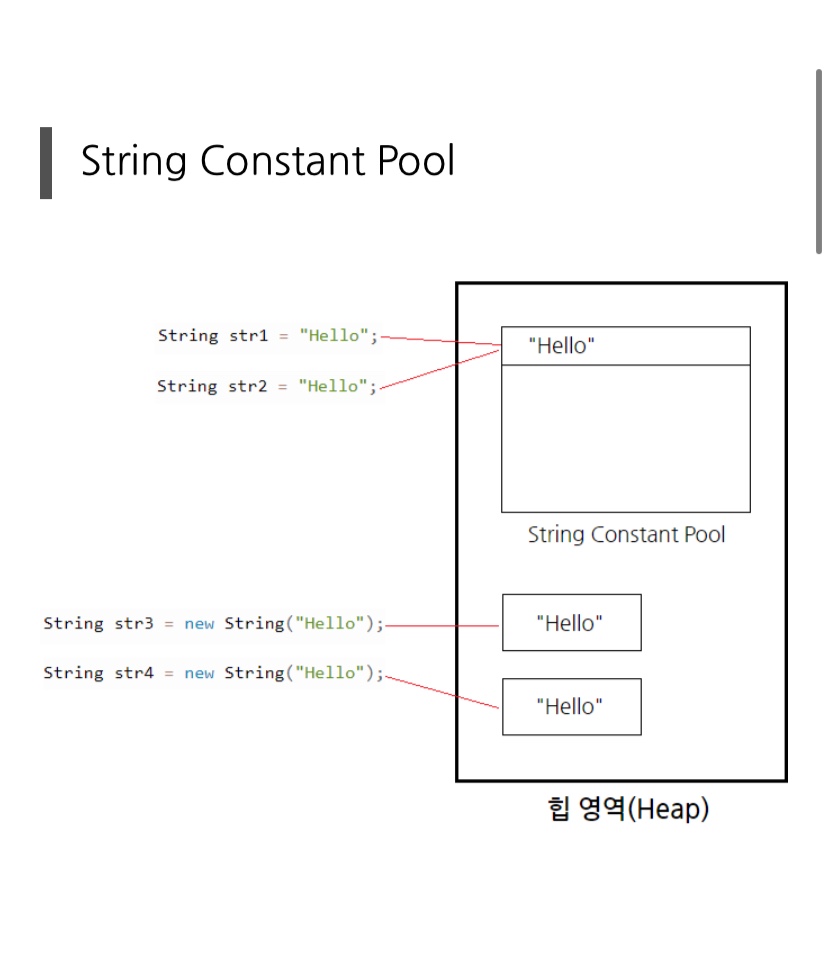 String Constant Pool
String str1 = "Hello";
String str2 = "Hello";
"Hello"
String Constant Pool
String str3 = new String("Hello");
"Hello"
String str4 = new String("Hello");
"Hello"
힙 영역(Heap)